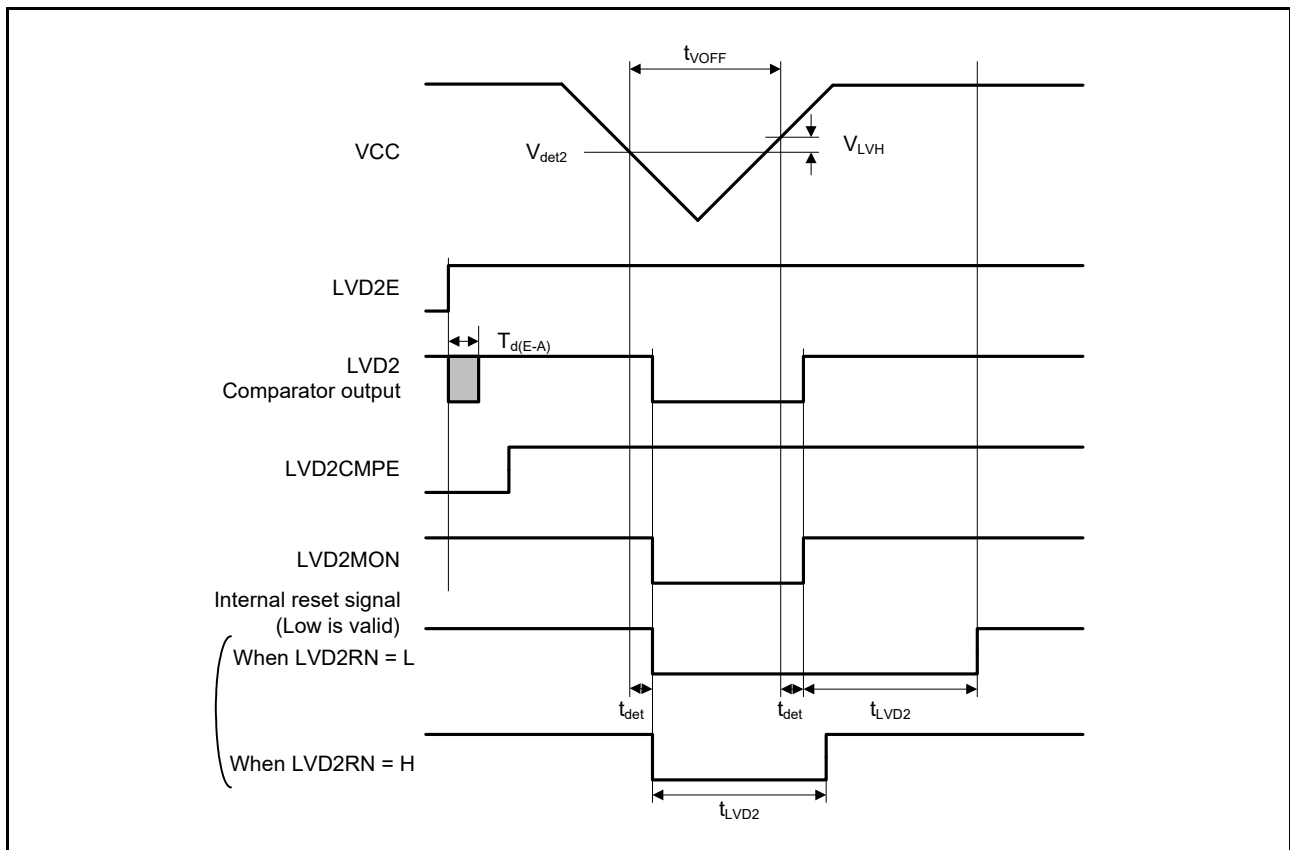 tVOFF
VCC
Vdet2
VLVH
LVD2E
Td(E-A)
LVD2
Comparator output
LVD2CMPE
LVD2MON
Internal reset signal
(Low is valid)
When LVD2RN = L
tdet
tdet
tLVD2
When LVD2RN = H
tLVD2